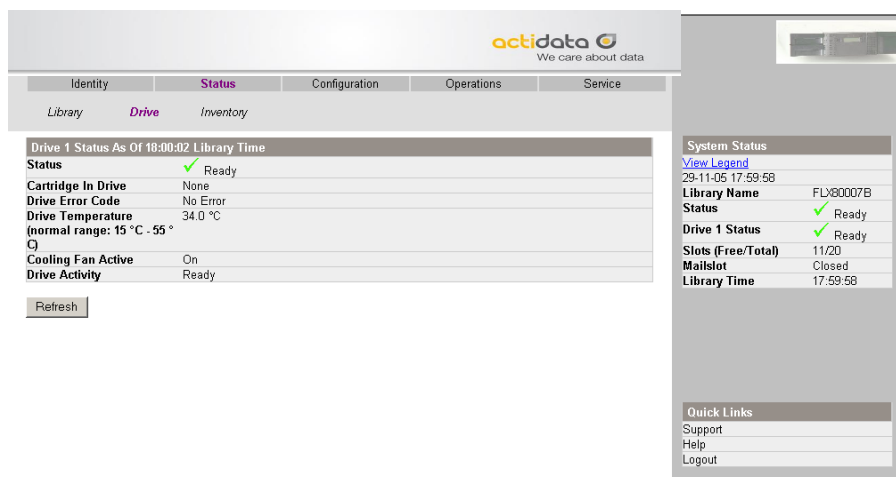 actidata
We care about data
Identity Status Configuration Operations Service
Library Drive Inventory
Drive 1 Status As Of 18:00:02 Library Time
Status Ready
Cartridge In Drive None
Drive Error Code No Error
Drive Temperature 34.0 °C
(normal range: 15 °C - 55 °
C)
Cooling Fan Active On
Drive Activity Ready
Refresh
System Status
View Legend
29-11-05 17:59:58
Library Name FLX80007B
Status Ready
Drive 1 Status Ready
Slots (Free/Total) 11/20
Mailslot Closed
Library Time 17:59:58
Quick Links
Support
Help
Logout